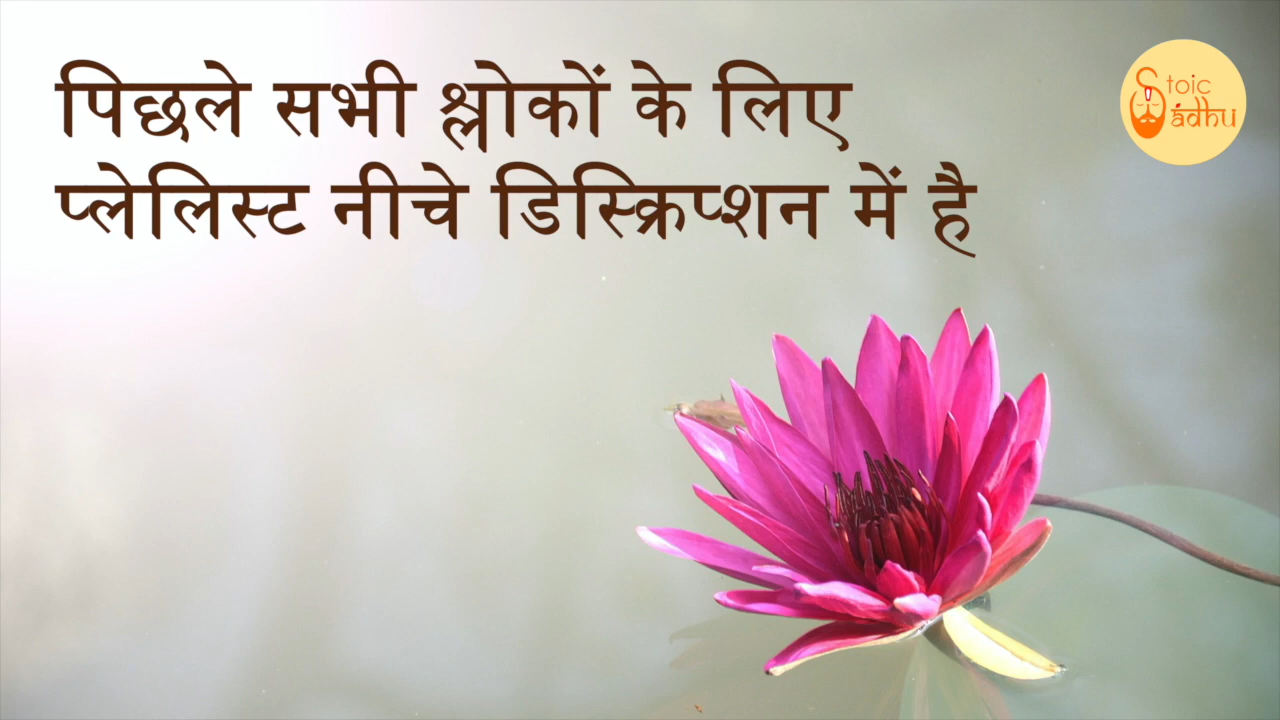 पिछले सभी श्लोकों के लिए
प्लेलिस्ट नीचे डिस्क्रिप्शन में है
Stoic
Sadhu